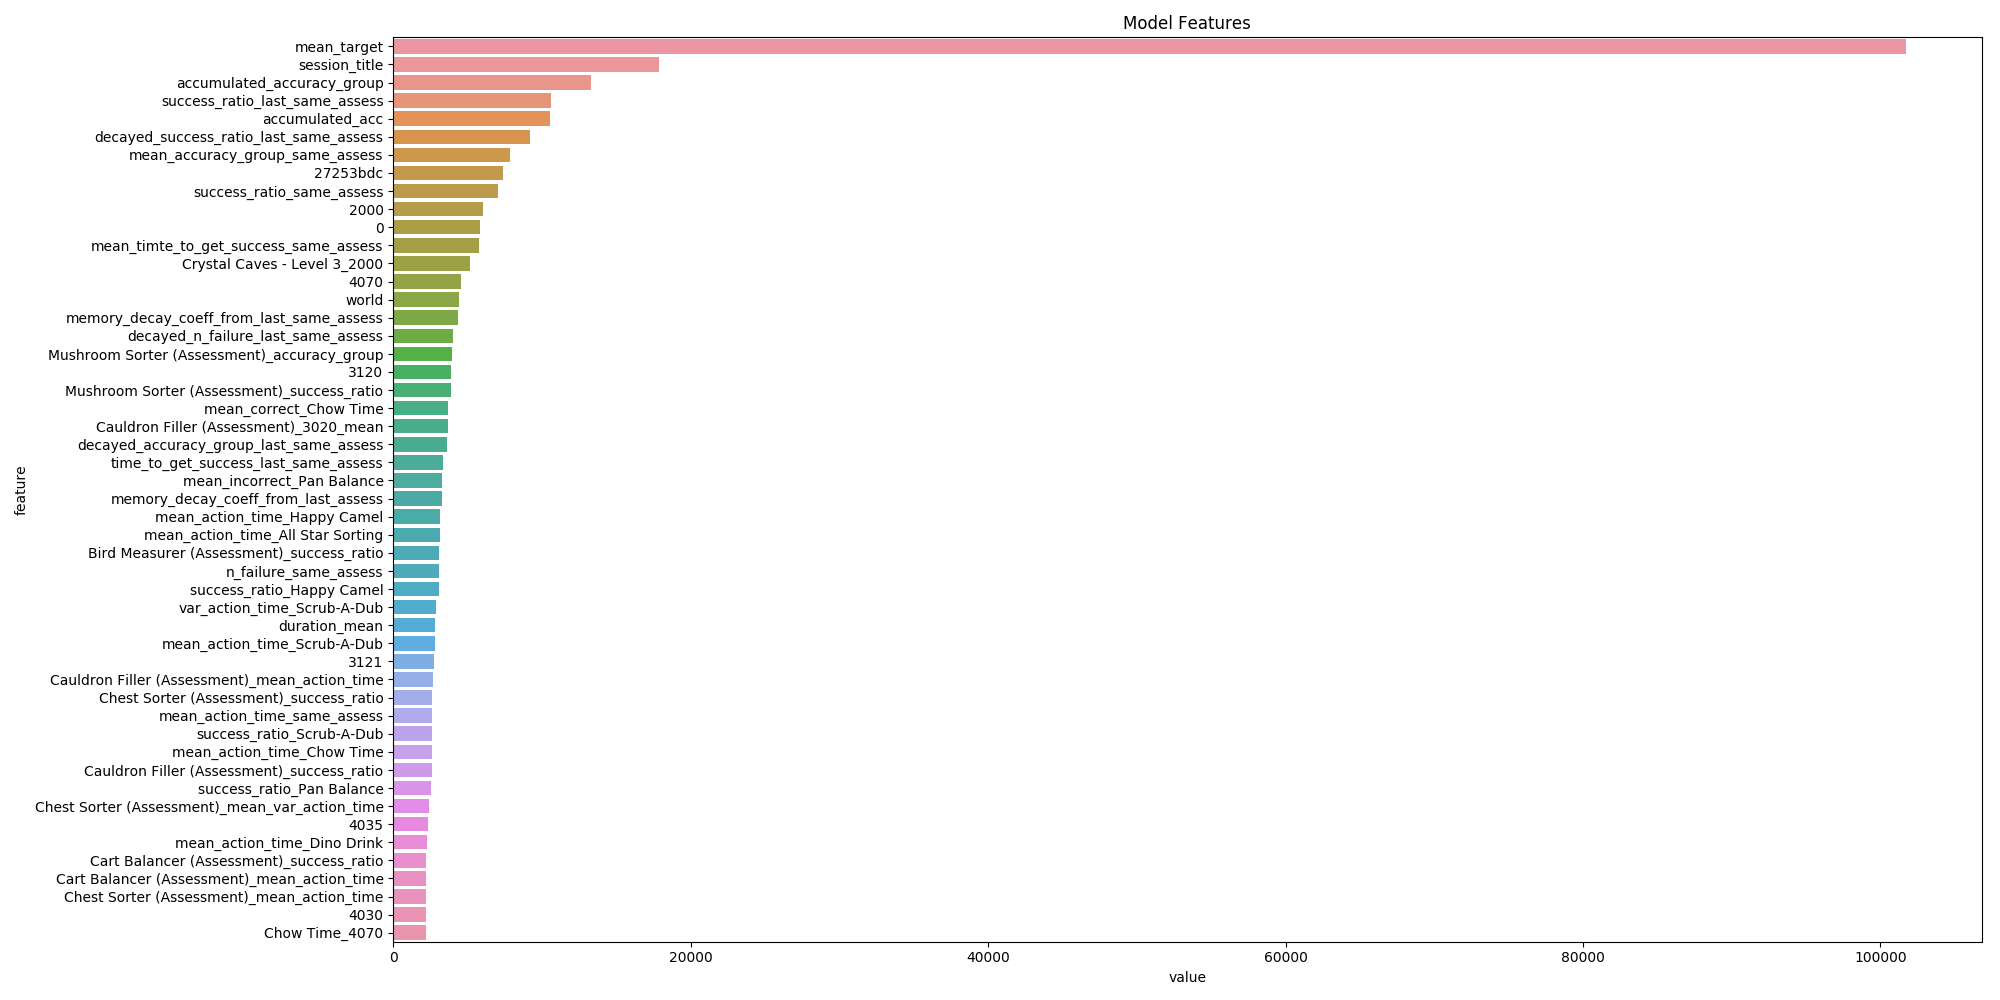 Model Features
mean_target
session_title
accumulated_accuracy_group
success_ratio_last_same_assess
accumulated_acc
decayed_success_ratio_last_same_assess
mean_accuracy_group_same_assess
27253bdc
success_ratio_same_assess
2000
0
mean_timte_to_get_success_same_assess
Crystal Caves - Level 3_2000
4070
world
memory_decay_coeff_from_last_same_assess
decayed_n_failure_last_same_assess
Mushroom Sorter (Assessment)_accuracy_group
3120
Mushroom Sorter (Assessment)_success_ratio
mean_correct_Chow Time
Cauldron Filler (Assessment)_3020_mean
decayed_accuracy_group_last_same_assess
time_to_get_success_last_same_assess
mean_incorrect_Pan Balance
memory_decay_coeff_from_last_assess
mean_action_time_Happy Camel
mean_action_time_All Star Sorting
Bird Measurer (Assessment)_success_ratio
n_failure_same_assess
success_ratio_Happy Camel
var_action_time_Scrub-A-Dub
duration_mean
mean_action_time_Scrub-A-Dub
3121
Cauldron Filler (Assessment)_mean_action_time
Chest Sorter (Assessment)_success_ratio
mean_action_time_same_assess
success_ratio_Scrub-A-Dub
mean_action_time_Chow Time
Cauldron Filler (Assessment)_success_ratio
success_ratio_Pan Balance
Chest Sorter (Assessment)_mean_var_action_time
4035
mean_action_time_Dino Drink
Cart Balancer (Assessment)_success_ratio
Cart Balancer (Assessment)_mean_action_time
Chest Sorter (Assessment)_mean_action_time
4030
Chow Time_4070
feature
0 20000 40000 60000 80000 100000
value